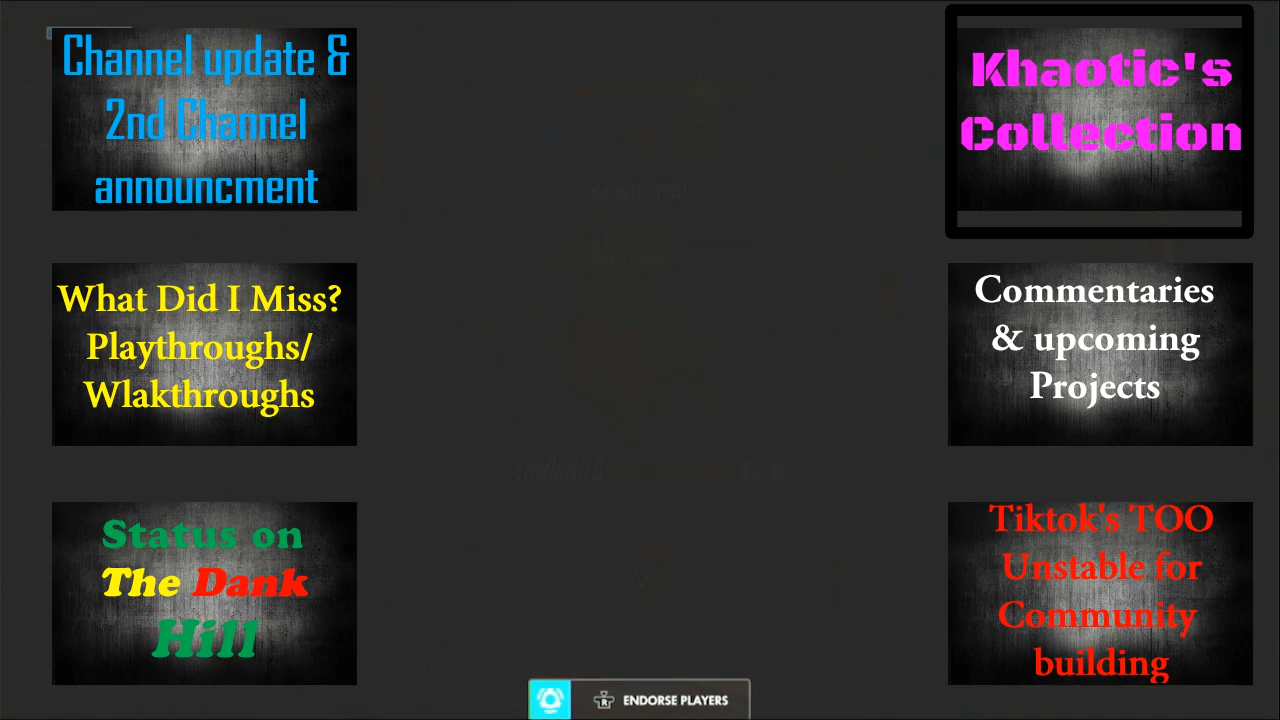 Channel update &
2nd Channel
announcment
Khaotic's
Collection
What Did I Miss?
Playthroughs/
Wlakthroughs
Commentaries
& upcoming
Projects
Status on
The Dank
Hill
Tiktok's TOO
Unstable for
Community
building
R
ENDORSE PLAYERS